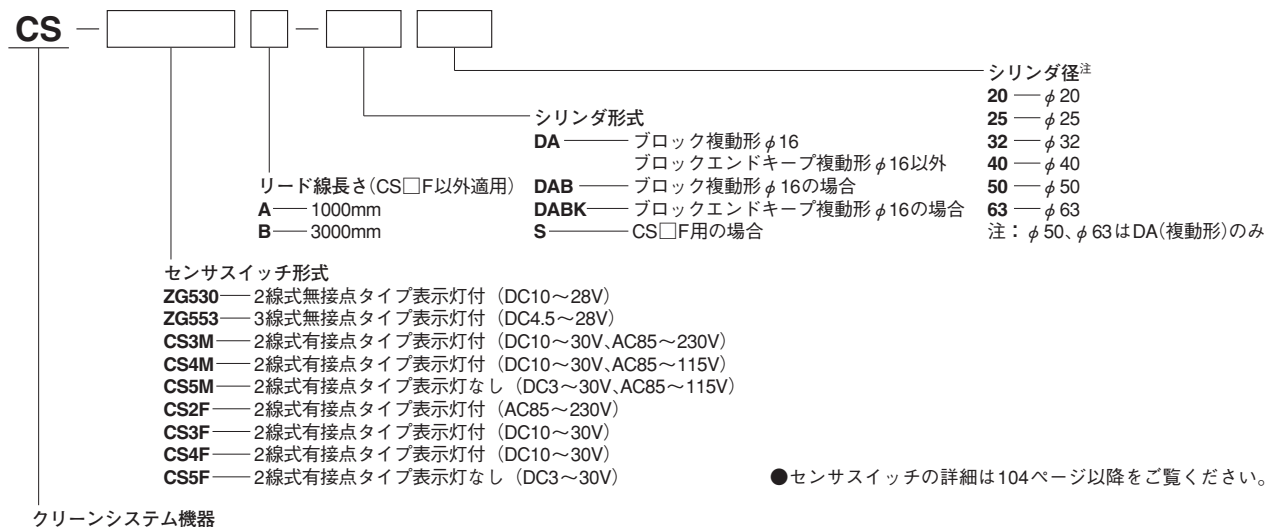 CS —  — 
シリンダ径注
20 — φ20
25 — φ25
32 — φ32
40 — φ40
50 — φ50
63 — φ63
注：φ50、φ63はDA(複動形)のみ
シリンダ形式
DA — ブロック複動形φ16
ブロックエンドキープ複動形φ16以外
DAB — ブロック複動形φ16の場合
DABK — ブロックエンドキープ複動形φ16の場合
S — CS□F用の場合
リード線長さ(CS□F以外適用)
A — 1000mm
B — 3000mm
センサスイッチ形式
ZG530 — 2線式無接点タイプ表示灯付（DC10〜28V）
ZG553 — 3線式無接点タイプ表示灯付（DC4.5〜28V）
CS3M — 2線式有接点タイプ表示灯付（DC10〜30V、AC85〜230V）
CS4M — 2線式有接点タイプ表示灯付（DC10〜30V、AC85〜115V）
CS5M — 2線式有接点タイプ表示灯なし（DC3〜30V、AC85〜115V）
CS2F — 2線式有接点タイプ表示灯付（AC85〜230V）
CS3F — 2線式有接点タイプ表示灯付（DC10〜30V）
CS4F — 2線式有接点タイプ表示灯付（DC10〜30V）
CS5F — 2線式有接点タイプ表示灯なし（DC3〜30V）
●センサスイッチの詳細は104ページ以降をご覧ください。
クリーンシステム機器